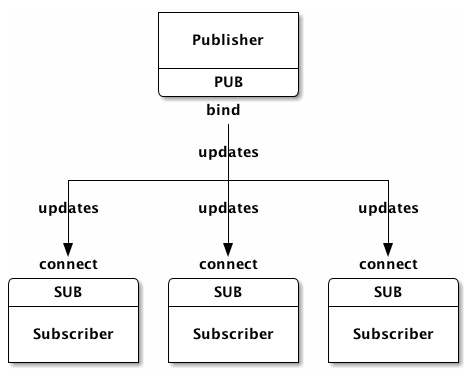 Publisher
PUB
bind
updates
updates updates updates
connect connect connect
SUB SUB SUB
Subscriber Subscriber Subscriber